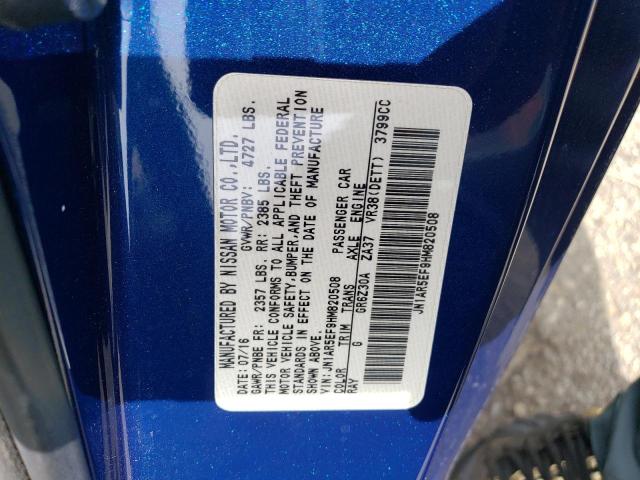 MANUFACTURED BY NISSAN MOTOR CO.,LTD.
DATE: 07/16 GVWR/PNBV: 4727 LBS.
GAWR/PNBE FR: 2357 LBS. RR: 2385 LBS.
THIS VEHICLE CONFORMS TO ALL APPLICABLE FEDERAL
MOTOR VEHICLE SAFETY,BUMPER,AND THEFT PREVENTION
STANDARDS IN EFFECT ON THE DATE OF MANUFACTURE
SHOWN ABOVE.
VIN: JN1AR5EF9HM820508 PASSENGER CAR
COLOR TRIM TRANS AXLE ENGINE
RAY G GR6Z30A ZA37 VR38(DETT) 3799CC
JN1AR5EF9HM820508